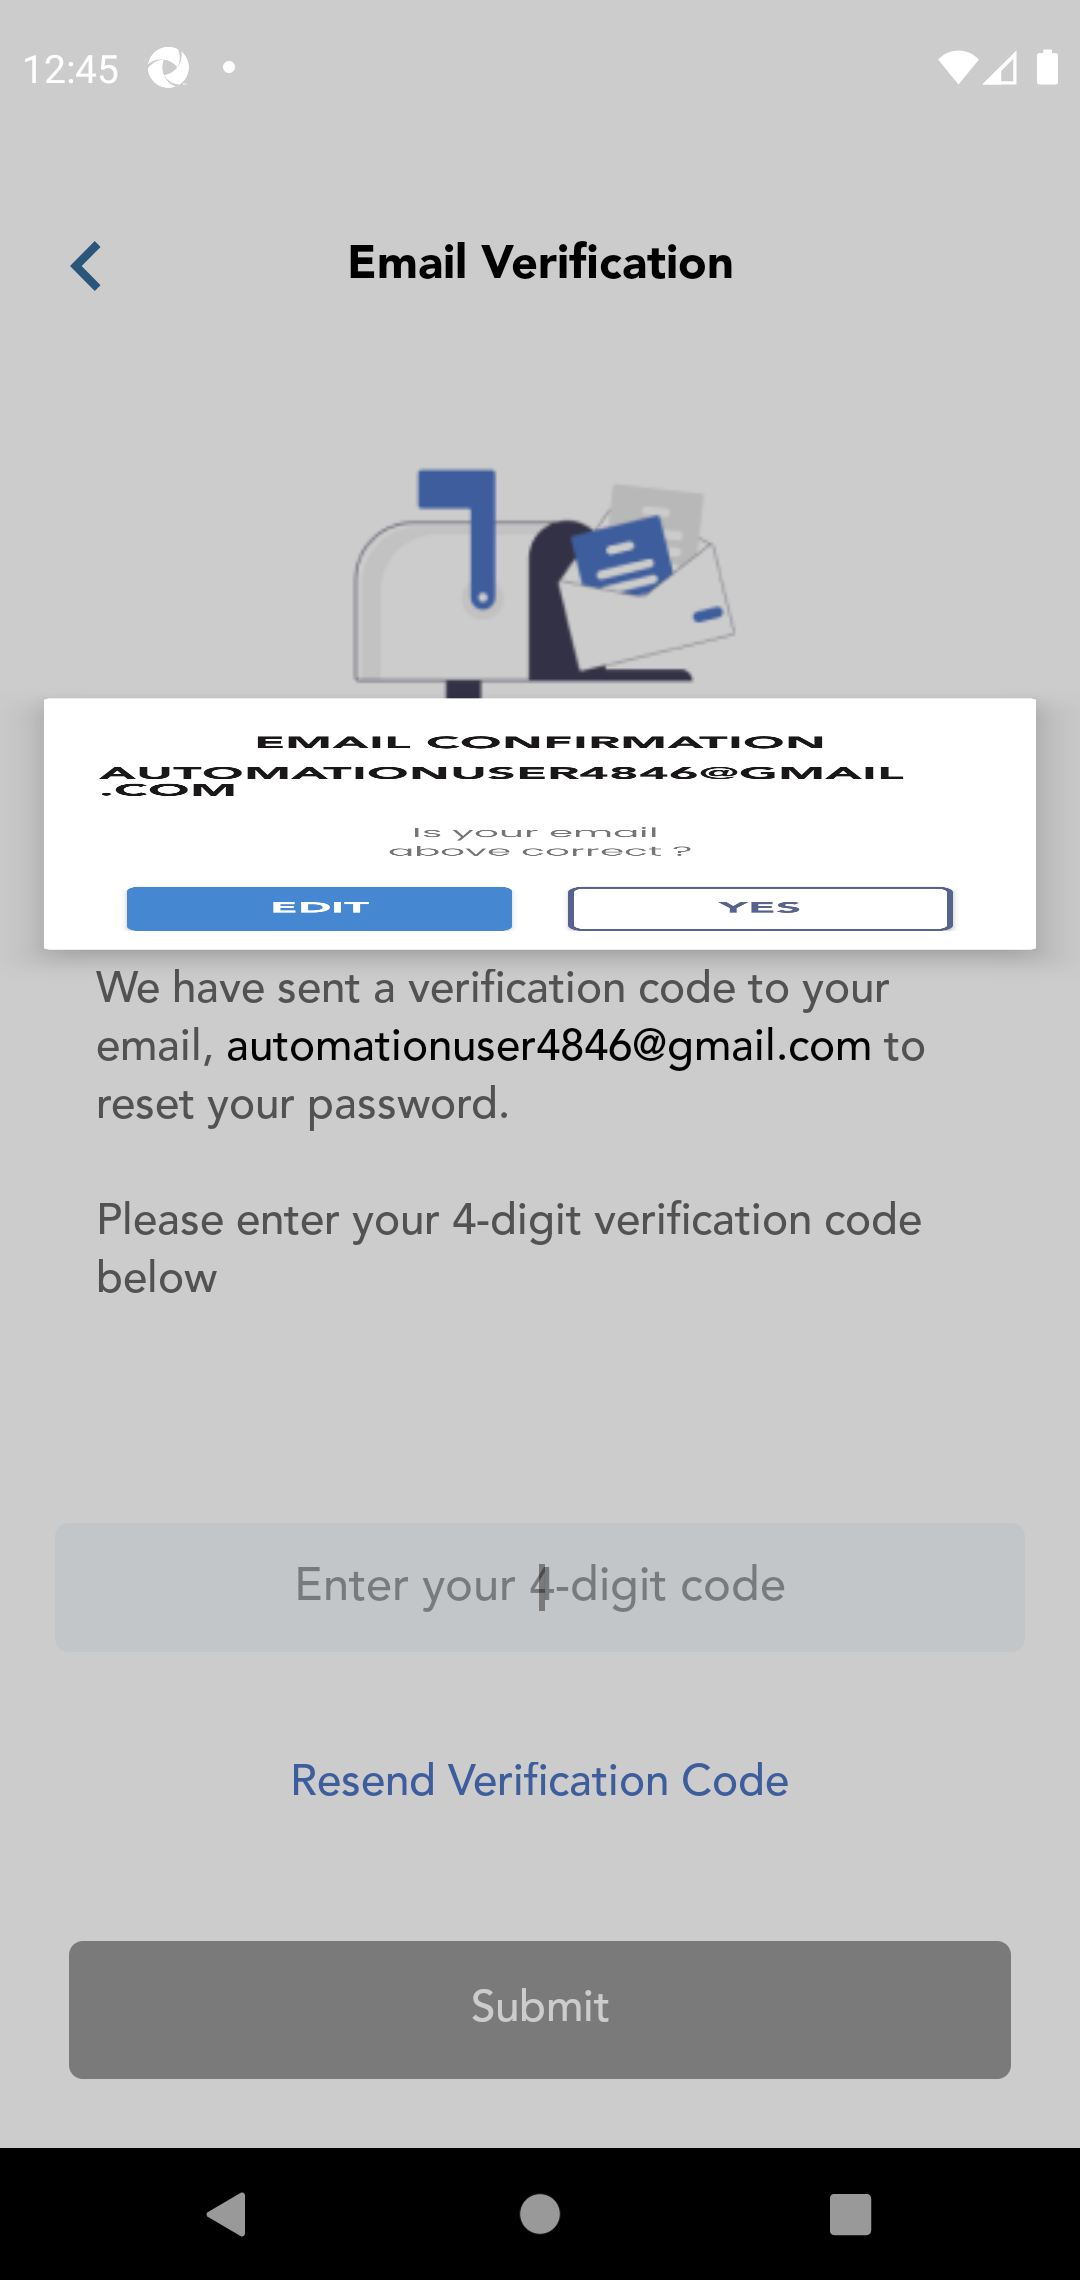 12:45
Email Verification
EMAIL CONFIRMATION
AUTOMATIONUSER4846@GMAIL
.COM
Is your email
above correct ?
EDIT YES
We have sent a verification code to your
email, automationuser4846@gmail.com to
reset your password.
Please enter your 4-digit verification code
below
Enter your 4-digit code
Resend Verification Code
Submit